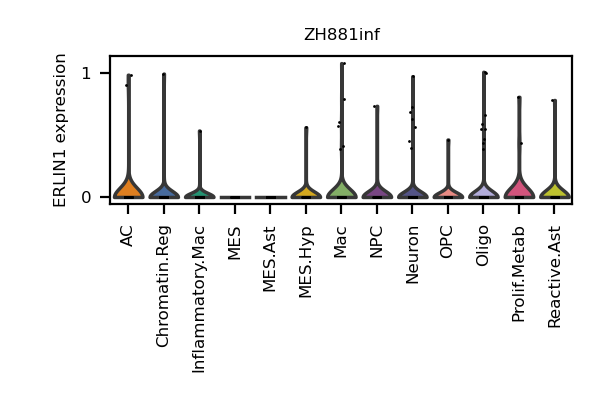 ZH881inf
ERLIN1 expression
1
0
AC
Chromatin.Reg
Inflammatory.Mac
MES
MES.Ast
MES.Hyp
Mac
NPC
Neuron
OPC
Oligo
Prolif.Metab
Reactive.Ast